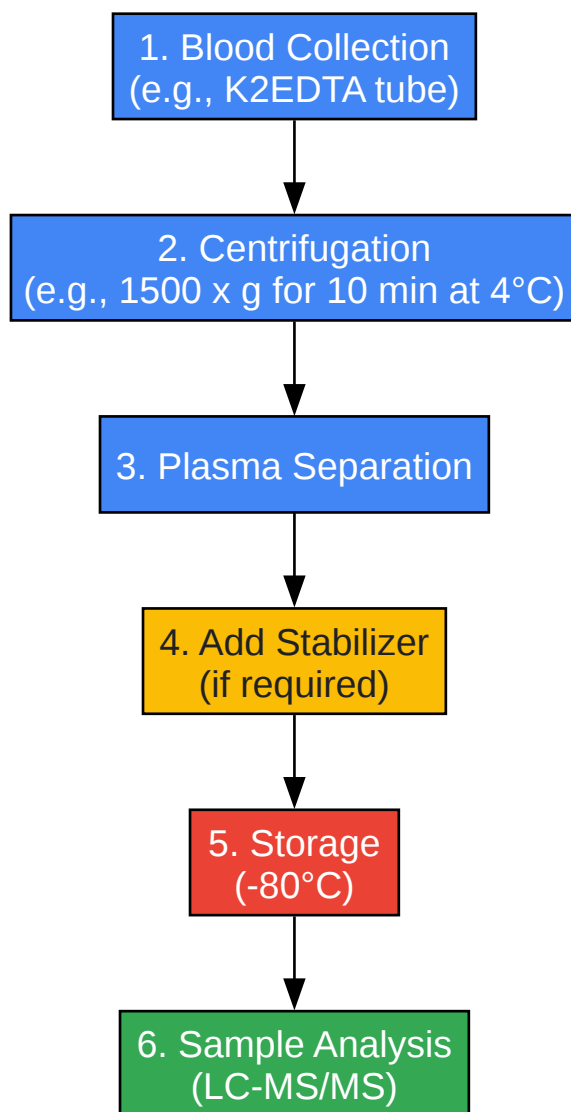 1. Blood Collection
(e.g., K2EDTA tube)
2. Centrifugation
(e.g., 1500 x g for 10 min at 4°C)
3. Plasma Separation
4. Add Stabilizer
(if required)
5. Storage
(-80°C)
6. Sample Analysis
(LC-MS/MS)